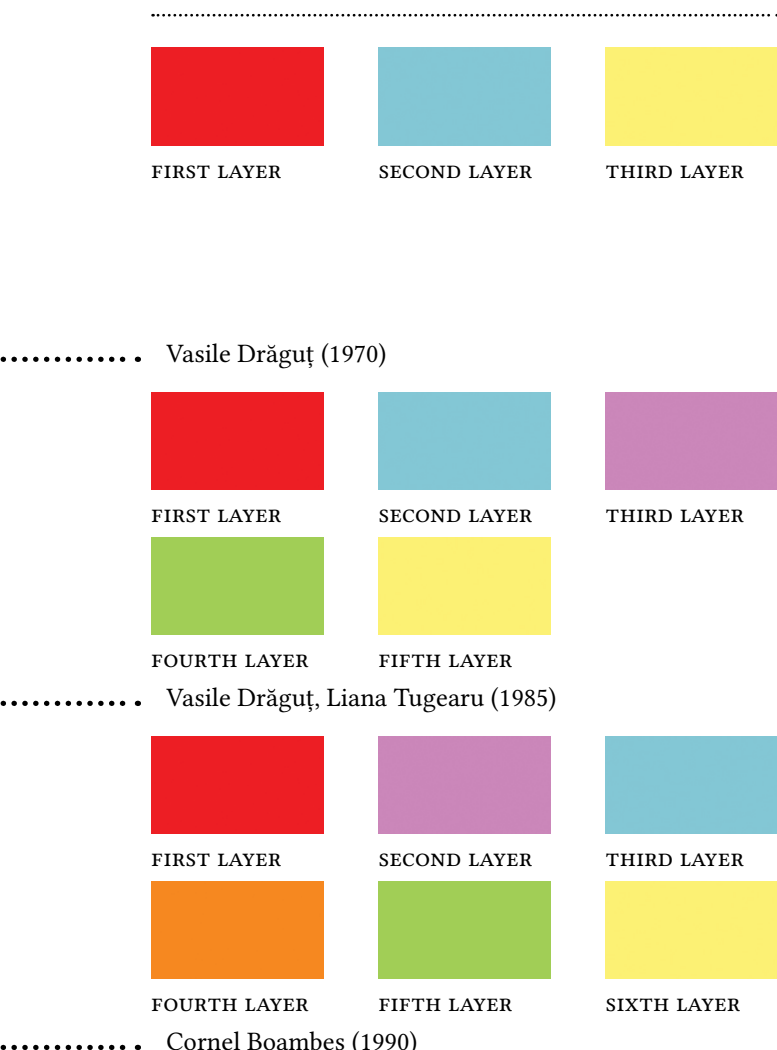 FIRST LAYER SECOND LAYER THIRD LAYER
Vasile Drăguț (1970)
FIRST LAYER SECOND LAYER THIRD LAYER
FOURTH LAYER FIFTH LAYER
Vasile Drăguț, Liana Tugearu (1985)
FIRST LAYER SECOND LAYER THIRD LAYER
FOURTH LAYER FIFTH LAYER SIXTH LAYER
Cornel Boambeș (1990)